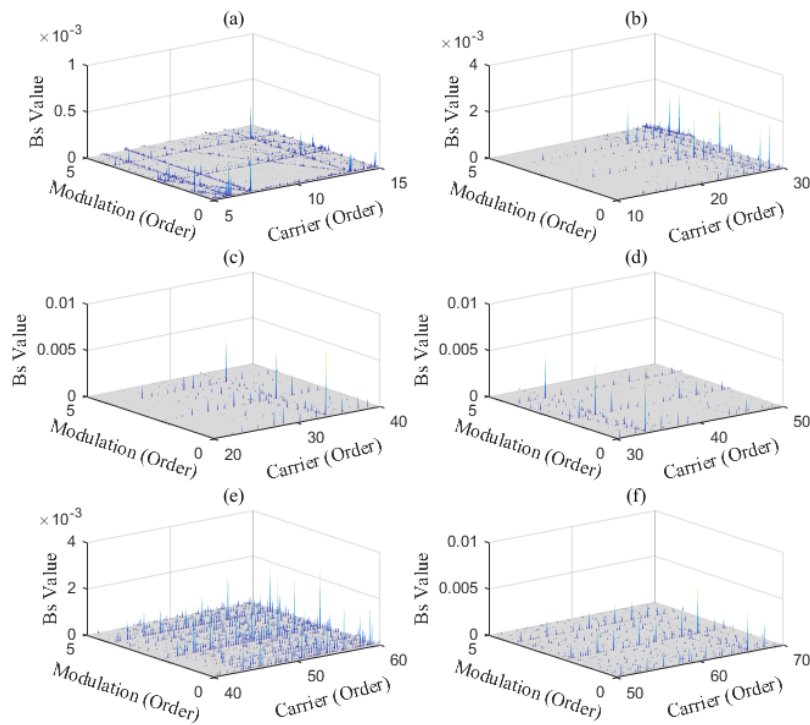 (a)
× 10^-3
1
0.5
0
5
0
5
10
15
Bs Value
Modulation (Order)
Carrier (Order)
(b)
× 10^-3
4
2
0
5
0
10
20
30
Bs Value
Modulation (Order)
Carrier (Order)
(c)
0.01
0.005
0
5
0
20
30
40
Bs Value
Modulation (Order)
Carrier (Order)
(d)
0.01
0.005
0
5
0
30
40
50
Bs Value
Modulation (Order)
Carrier (Order)
(e)
× 10^-3
4
2
0
5
0
40
50
60
Bs Value
Modulation (Order)
Carrier (Order)
(f)
0.01
0.005
0
5
0
50
60
70
Bs Value
Modulation (Order)
Carrier (Order)